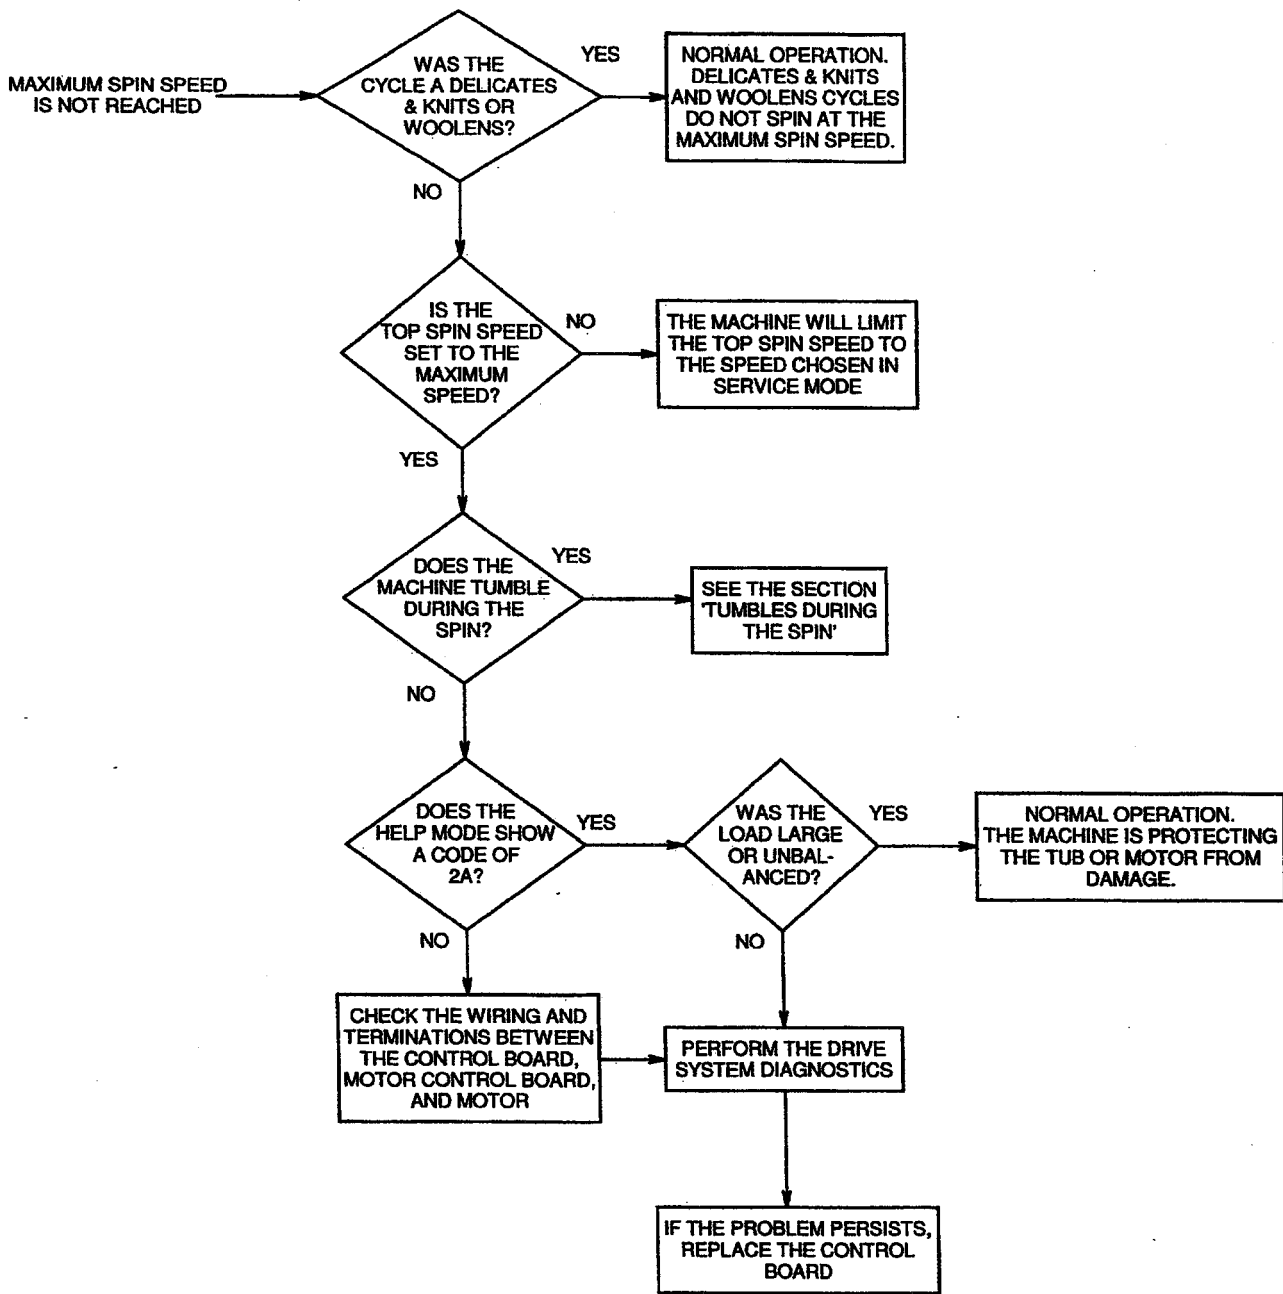 MAXIMUM SPIN SPEED
IS NOT REACHED
WAS THE
CYCLE A DELICATES
& KNITS OR
WOOLENS?
YES
NORMAL OPERATION.
DELICATES & KNITS
AND WOOLENS CYCLES
DO NOT SPIN AT THE
MAXIMUM SPIN SPEED.
NO
IS THE
TOP SPIN SPEED
SET TO THE
MAXIMUM
SPEED?
NO
THE MACHINE WILL LIMIT
THE TOP SPIN SPEED TO
THE SPEED CHOSEN IN
SERVICE MODE
YES
DOES THE
MACHINE TUMBLE
DURING THE
SPIN?
YES
SEE THE SECTION
'TUMBLES DURING
THE SPIN'
NO
DOES THE
HELP MODE SHOW
A CODE OF
2A?
YES
WAS THE
LOAD LARGE
OR UNBAL-
ANCED?
YES
NORMAL OPERATION.
THE MACHINE IS PROTECTING
THE TUB OR MOTOR FROM
DAMAGE.
NO
NO
CHECK THE WIRING AND
TERMINATIONS BETWEEN
THE CONTROL BOARD,
MOTOR CONTROL BOARD,
AND MOTOR
PERFORM THE DRIVE
SYSTEM DIAGNOSTICS
IF THE PROBLEM PERSISTS,
REPLACE THE CONTROL
BOARD